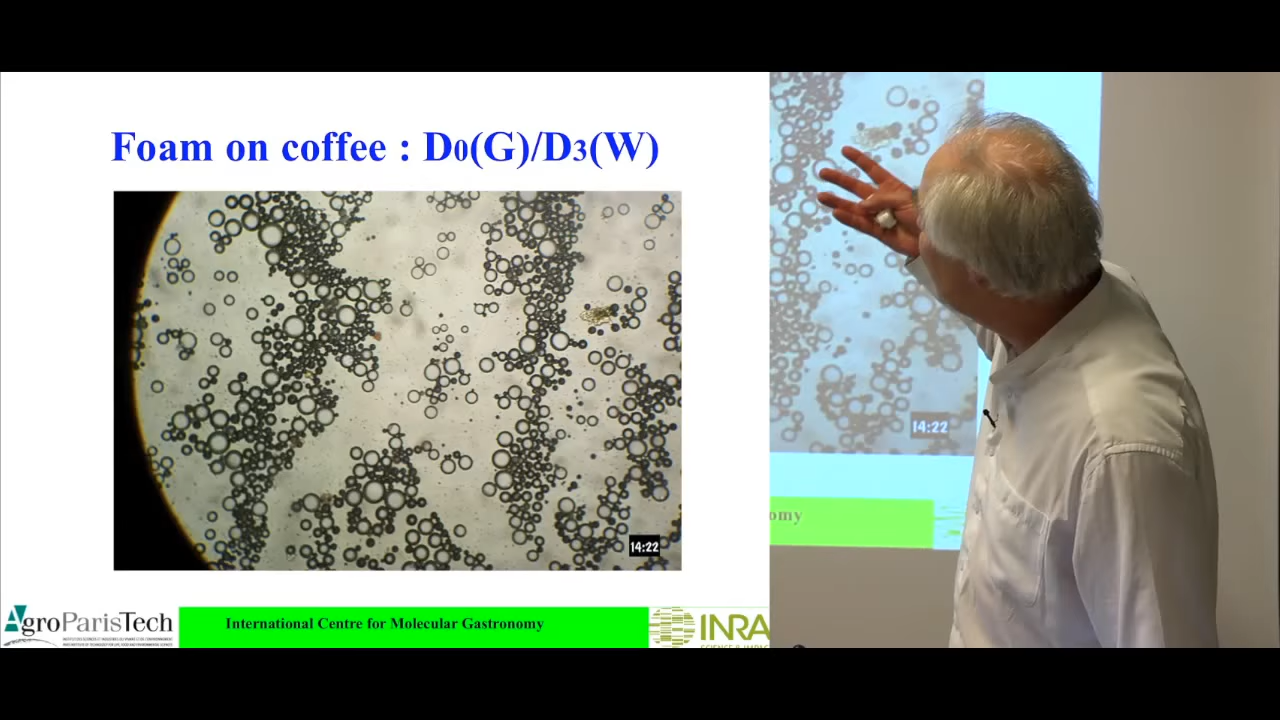 Foam on coffee : D0(G)/D3(W)
14:22
14:22
omy
AgroParisTech
International Centre for Molecular Gastronomy
INRA